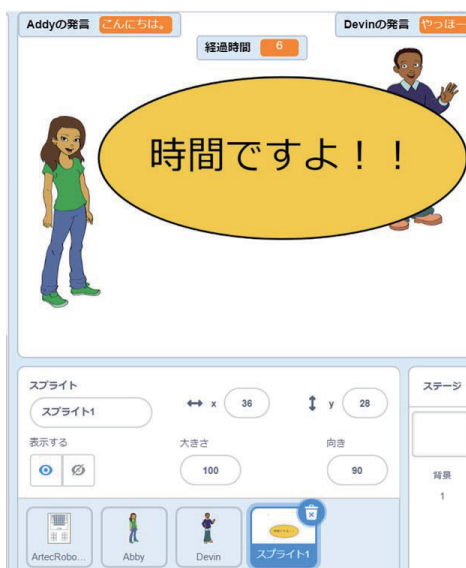 Addyの発言 こんにちは。
Devinの発言 やっほー
経過時間 6
時間ですよ！！
スプライト
ステージ
スプライト1
x 36
y 28
表示する
大きさ
向き
100
90
背景
1
ArtecRobo...
Abby
Devin
スプライト1